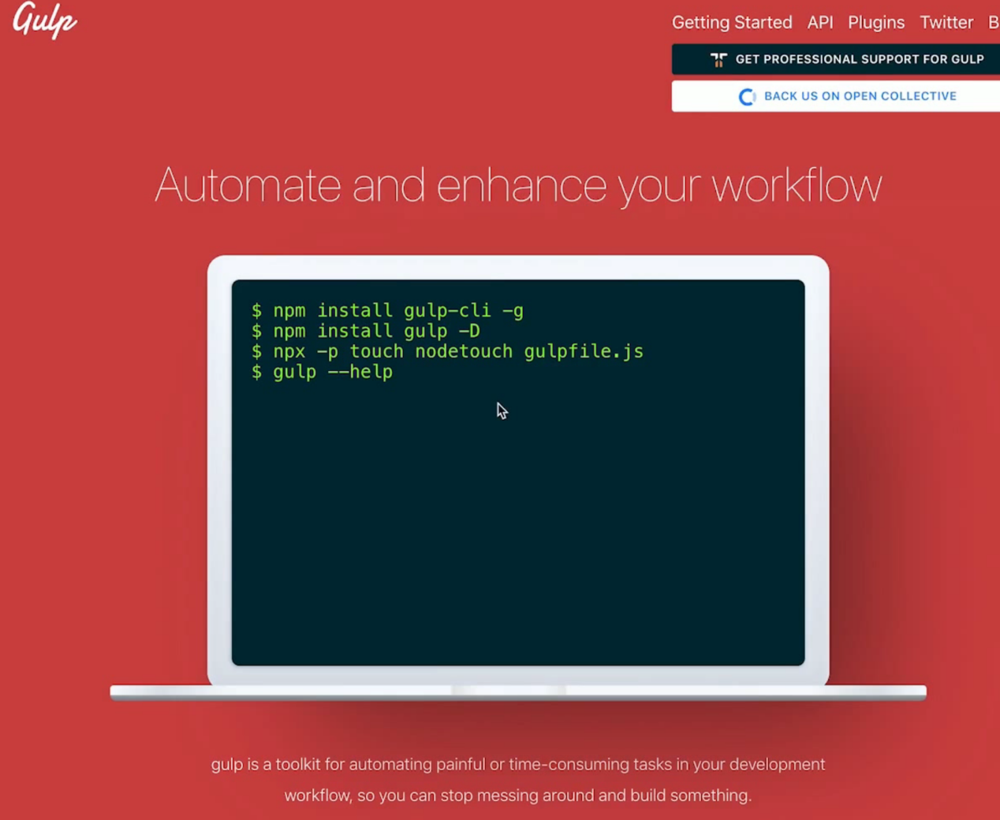 Gulp
Getting Started API Plugins Twitter B
GET PROFESSIONAL SUPPORT FOR GULP
BACK US ON OPEN COLLECTIVE
Automate and enhance your workflow
$ npm install gulp-cli -g
$ npm install gulp -D
$ npx -p touch nodetouch gulpfile.js
$ gulp --help
gulp is a toolkit for automating painful or time-consuming tasks in your development
workflow, so you can stop messing around and build something.